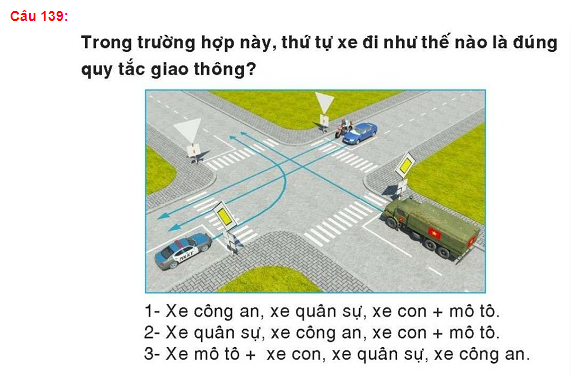 Câu 139:
Trong trường hợp này, thứ tự xe đi như thế nào là đúng
quy tắc giao thông?
1- Xe công an, xe quân sự, xe con + mô tô.
2- Xe quân sự, xe công an, xe con + mô tô.
3- Xe mô tô + xe con, xe quân sự, xe công an.